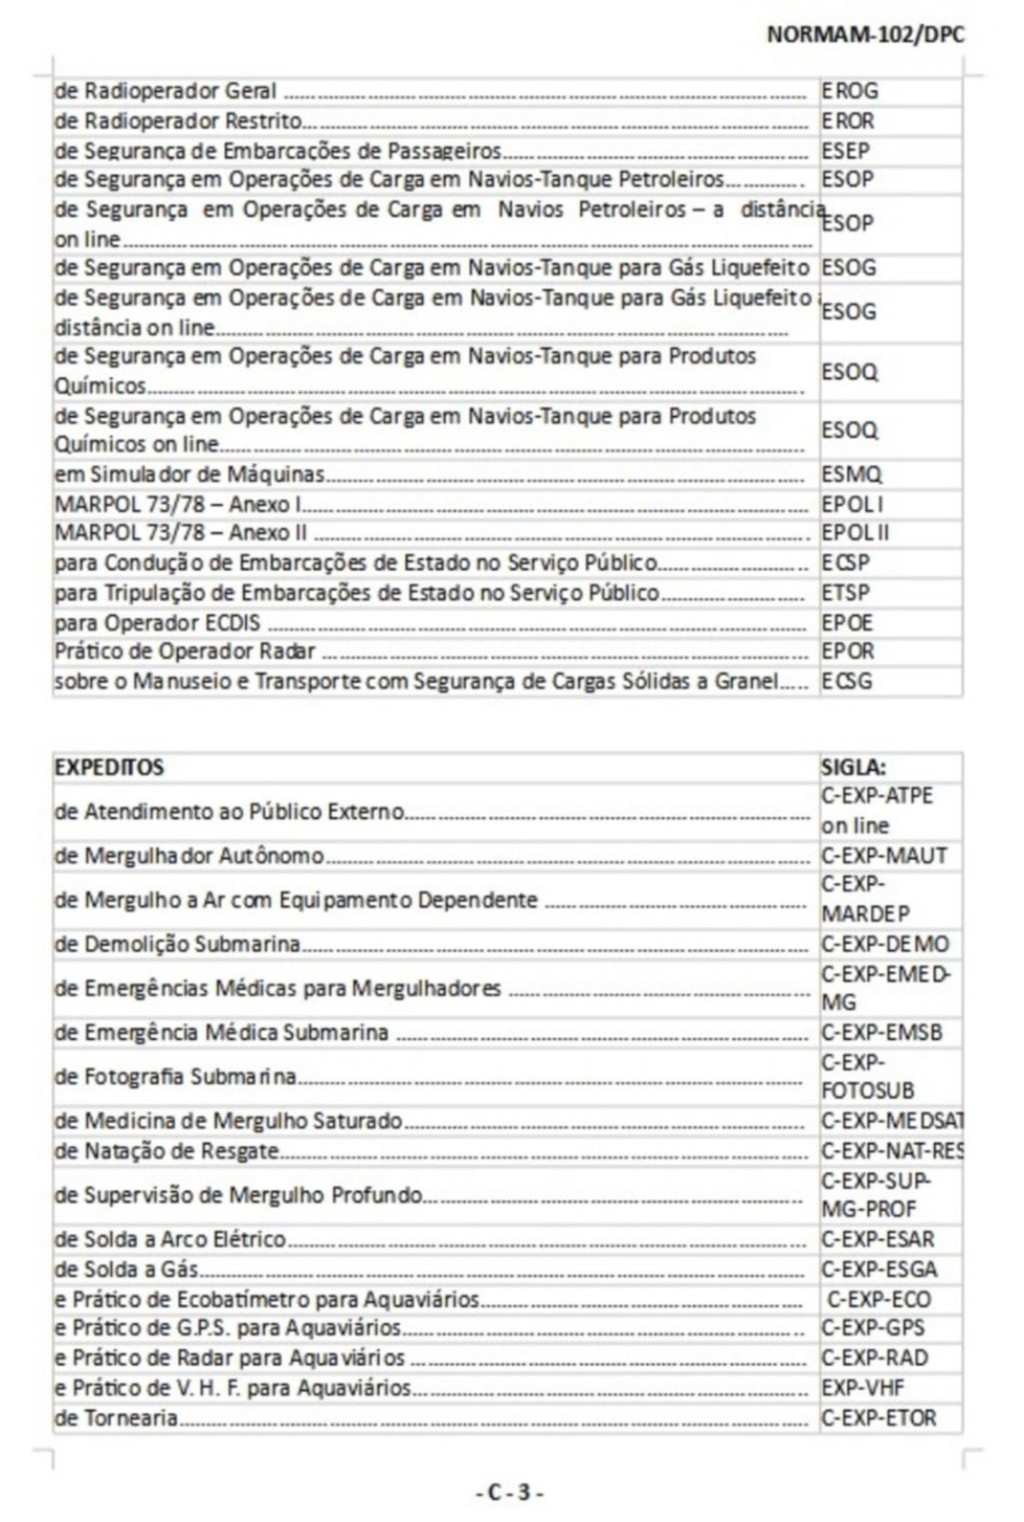 NORMAM-102/DPC
de Radioperador Geral ........ EROG
de Radioperador Restrito........ EROR
de Segurança de Embarcações de Passageiros........ ESEP
de Segurança em Operações de Carga em Navios-Tanque Petroleiros........ ESOP
de Segurança em Operações de Carga em Navios Petroleiros – a distância
on line........ ESOP
de Segurança em Operações de Carga em Navios-Tanque para Gás Liquefeito ESOG
de Segurança em Operações de Carga em Navios-Tanque para Gás Liquefeito
distância on line........ ESOG
de Segurança em Operações de Carga em Navios-Tanque para Produtos
Químicos........ ESOQ
de Segurança em Operações de Carga em Navios-Tanque para Produtos
Químicos on line........ ESOQ
em Simulador de Máquinas........ ESMQ
MARPOL 73/78 – Anexo I........ EPOL I
MARPOL 73/78 – Anexo II ........ EPOL II
para Condução de Embarcações de Estado no Serviço Público........ ECSP
para Tripulação de Embarcações de Estado no Serviço Público........ ETSP
para Operador ECDIS ........ EPOE
Prático de Operador Radar ........ EPOR
sobre o Manuseio e Transporte com Segurança de Cargas Sólidas a Granel..... ECSG
EXPEDITOS SIGLA:
de Atendimento ao Público Externo........ C-EXP-ATPE
on line
de Mergulhador Autônomo........ C-EXP-MAUT
de Mergulho a Ar com Equipamento Dependente ........ C-EXP-
MARDEP
de Demolição Submarina........ C-EXP-DEMO
de Emergências Médicas para Mergulhadores ........ C-EXP-EMED-
MG
de Emergência Médica Submarina ........ C-EXP-EMSB
de Fotografia Submarina........ C-EXP-
FOTOSUB
de Medicina de Mergulho Saturado........ C-EXP-MEDSAT
de Natação de Resgate........ C-EXP-NAT-RES
de Supervisão de Mergulho Profundo........ C-EXP-SUP-
MG-PROF
de Solda a Arco Elétrico........ C-EXP-ESAR
de Solda a Gás........ C-EXP-ESGA
e Prático de Ecobatímetro para Aquaviários........ C-EXP-ECO
e Prático de G.P.S. para Aquaviários........ C-EXP-GPS
e Prático de Radar para Aquaviários ........ C-EXP-RAD
e Prático de V. H. F. para Aquaviários........ EXP-VHF
de Tornearia........ C-EXP-ETOR
- C - 3 -